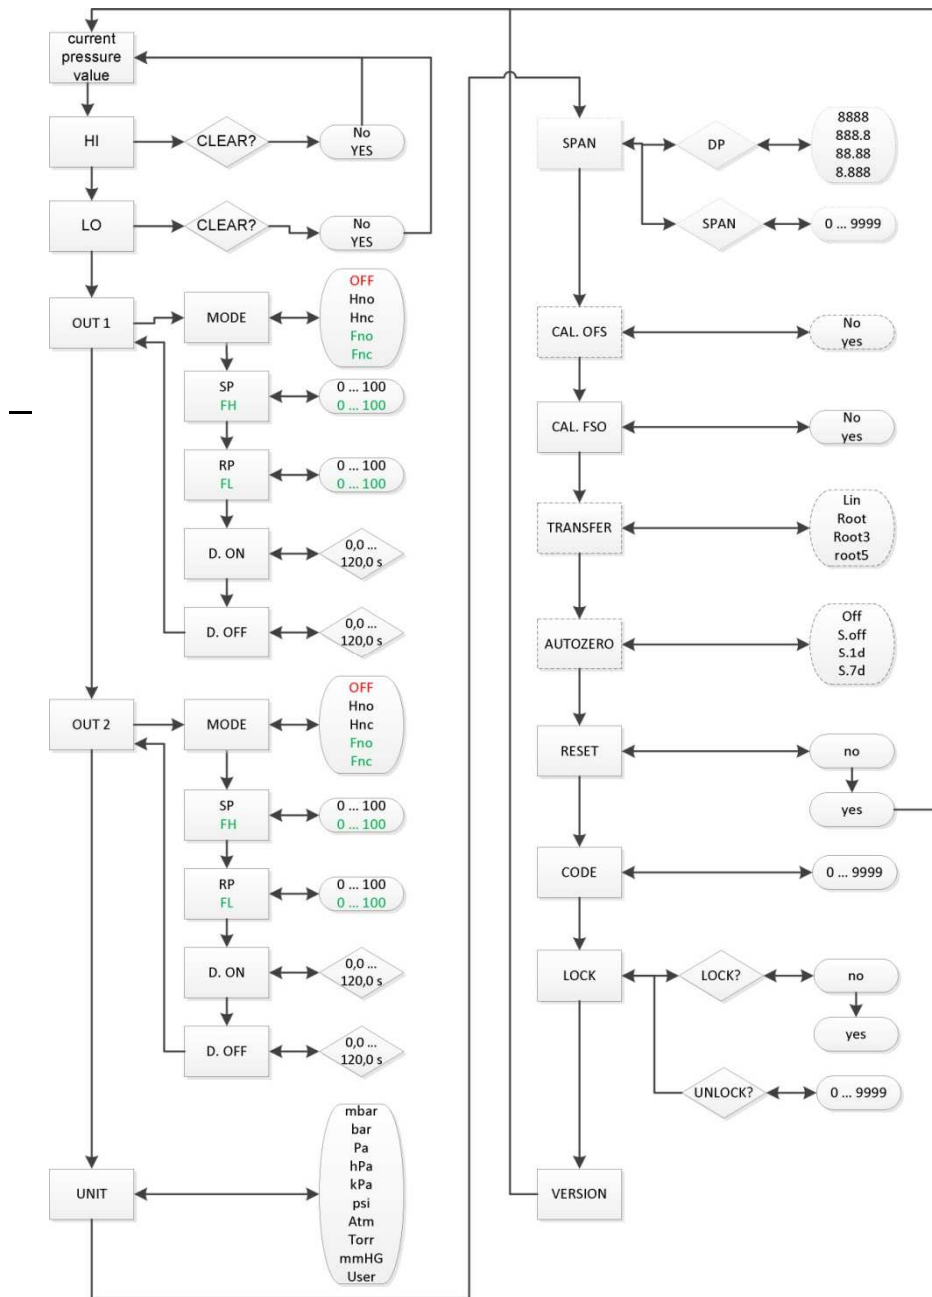 current
pressure
value
HI
CLEAR?
No
YES
LO
CLEAR?
No
YES
OUT 1
MODE
OFF
Hno
Hnc
Fno
Fnc
SP
FH
0 ... 100
0 ... 100
RP
FL
0 ... 100
0 ... 100
D. ON
0,0 ...
120,0 s
D. OFF
0,0 ...
120,0 s
OUT 2
MODE
OFF
Hno
Hnc
Fno
Fnc
SP
FH
0 ... 100
0 ... 100
RP
FL
0 ... 100
0 ... 100
D. ON
0,0 ...
120,0 s
D. OFF
0,0 ...
120,0 s
UNIT
mbar
bar
Pa
hPa
kPa
psi
Atm
Torr
mmHG
User
SPAN
DP
8888
888.8
88.88
8.888
SPAN
0 ... 9999
CAL. OFS
No
yes
CAL. FSO
No
yes
TRANSFER
Lin
Root
Root3
root5
AUTOZERO
Off
S.off
S.1d
S.7d
RESET
no
yes
CODE
0 ... 9999
LOCK
LOCK?
no
yes
UNLOCK?
0 ... 9999
VERSION